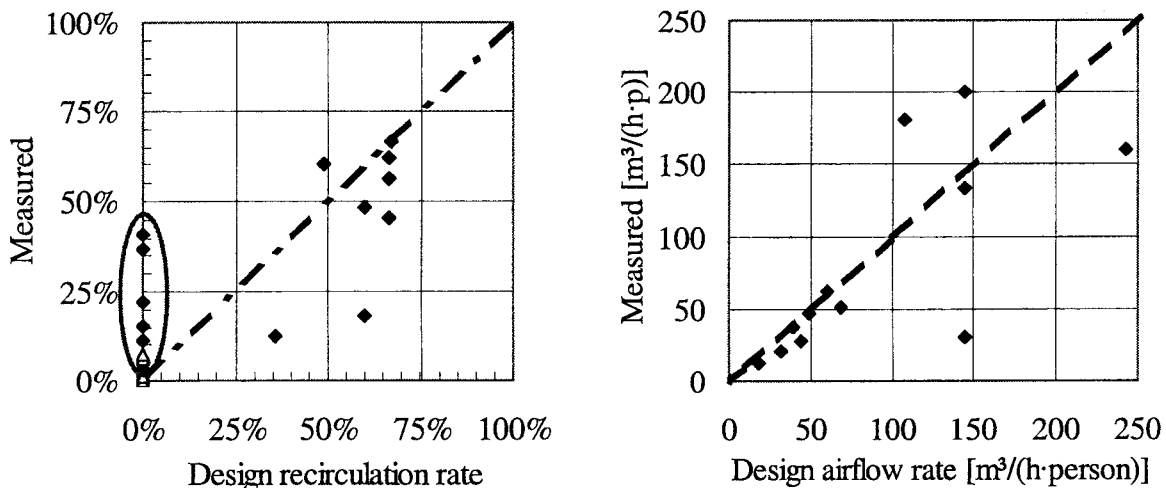 100%
75%
50%
25%
0%
Measured
0% 25% 50% 75% 100%
Design recirculation rate
250
200
150
100
50
0
Measured [m³/(h·p)]
0 50 100 150 200 250
Design airflow rate [m³/(h·person)]